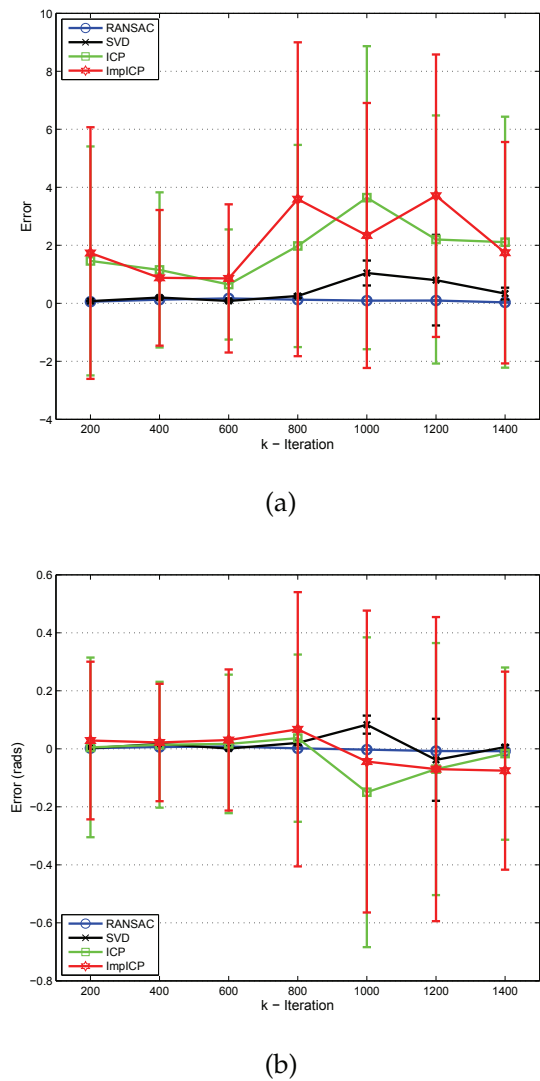 10
8
6
4
2
0
−2
−4
Error
RANSAC
SVD
ICP
ImpICP
200 400 600 800 1000 1200 1400
k − Iteration
(a)
0.6
0.4
0.2
0
−0.2
−0.4
−0.6
−0.8
Error (rads)
RANSAC
SVD
ICP
ImpICP
200 400 600 800 1000 1200 1400
k − Iteration
(b)